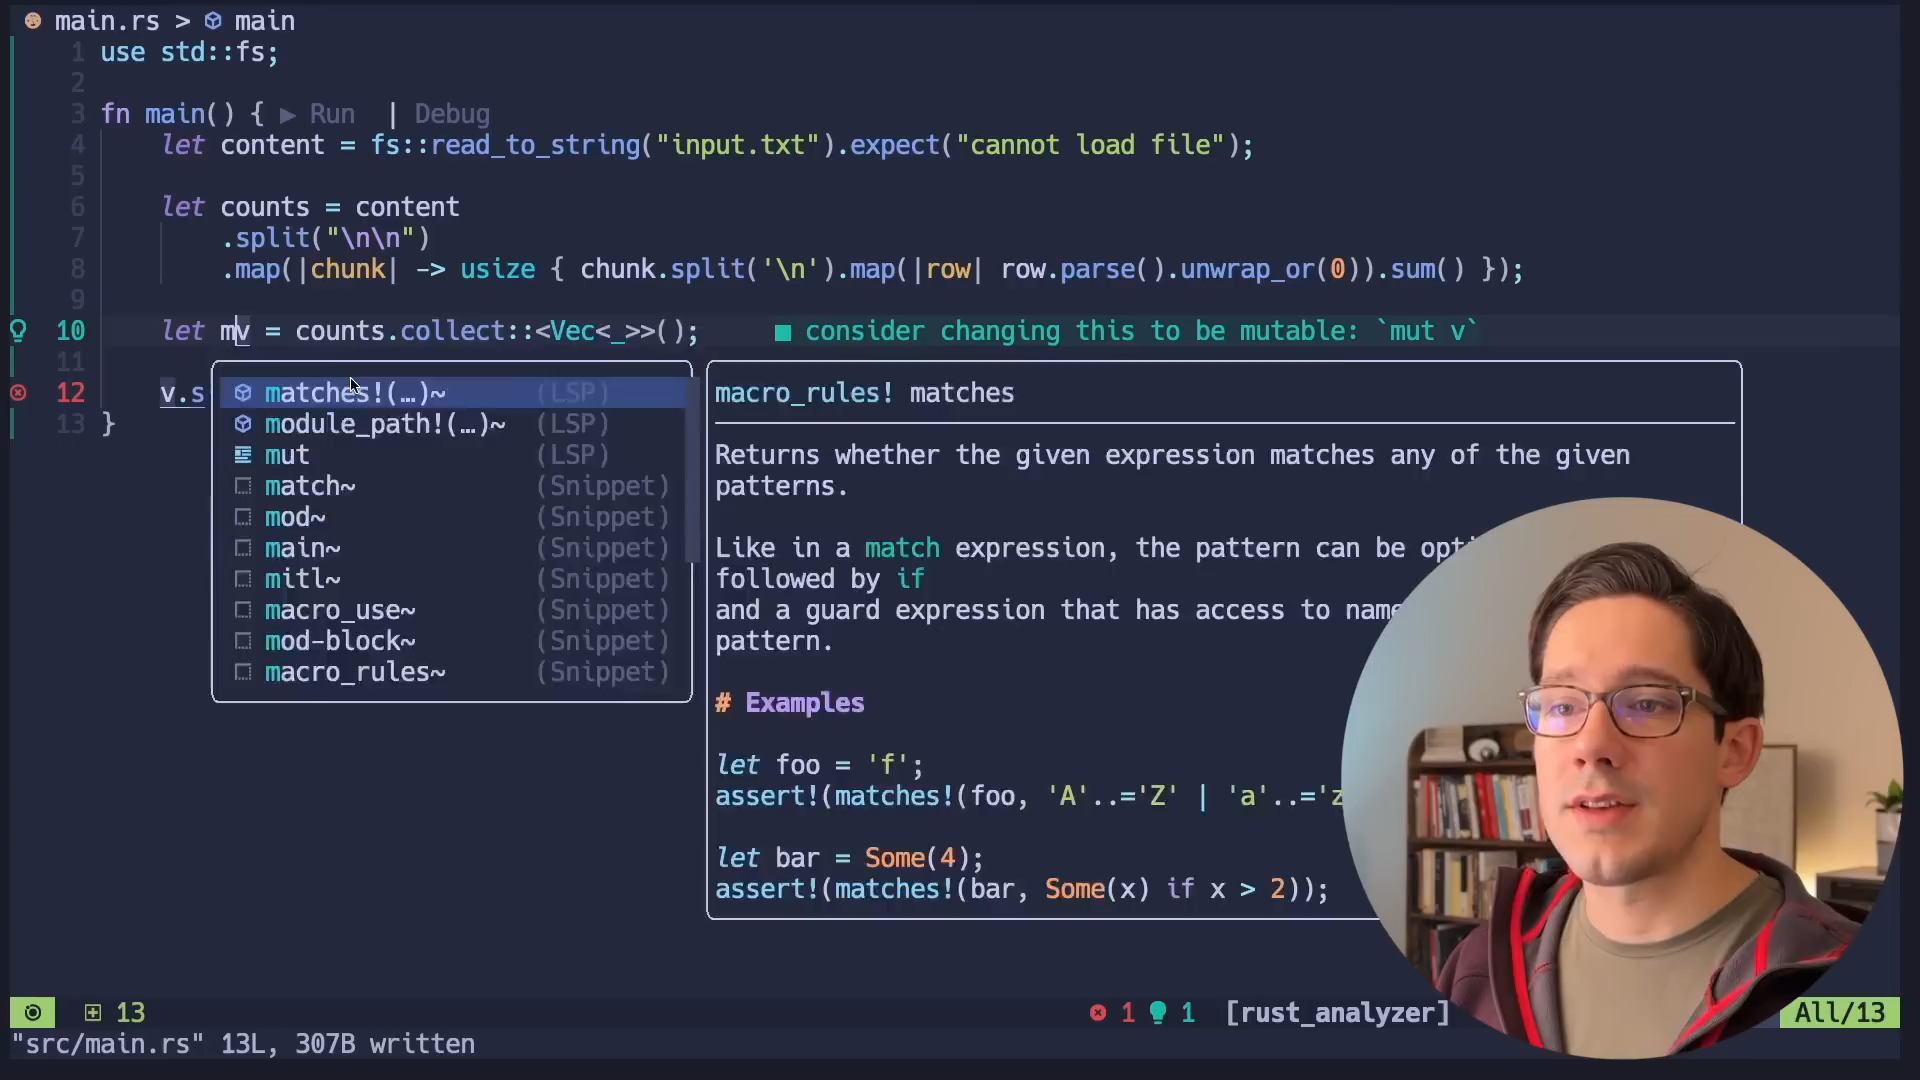 main.rs > main
1 use std::fs;
2
3 fn main() { ▶ Run | Debug
4 let content = fs::read_to_string("input.txt").expect("cannot load file");
5
6 let counts = content
7 .split("\n\n")
8 .map(|chunk| -> usize { chunk.split('\n').map(|row| row.parse().unwrap_or(0)).sum() });
9
10 let mv = counts.collect::<Vec<_>>(); ■ consider changing this to be mutable: `mut v`
11
12 v.s
13 }
matches!(…)~ (LSP)
module_path!(…)~ (LSP)
mut (LSP)
match~ (Snippet)
mod~ (Snippet)
main~ (Snippet)
mitl~ (Snippet)
macro_use~ (Snippet)
mod-block~ (Snippet)
macro_rules~ (Snippet)
macro_rules! matches
Returns whether the given expression matches any of the given
patterns.
Like in a match expression, the pattern can be
followed by if
and a guard expression that has access to
pattern.
# Examples
let foo = 'f';
assert!(matches!(foo, 'A'..='Z' | 'a'..='z
let bar = Some(4);
assert!(matches!(bar, Some(x) if x > 2));
13
1 1 [rust_analyzer]
All/13
"src/main.rs" 13L, 307B written